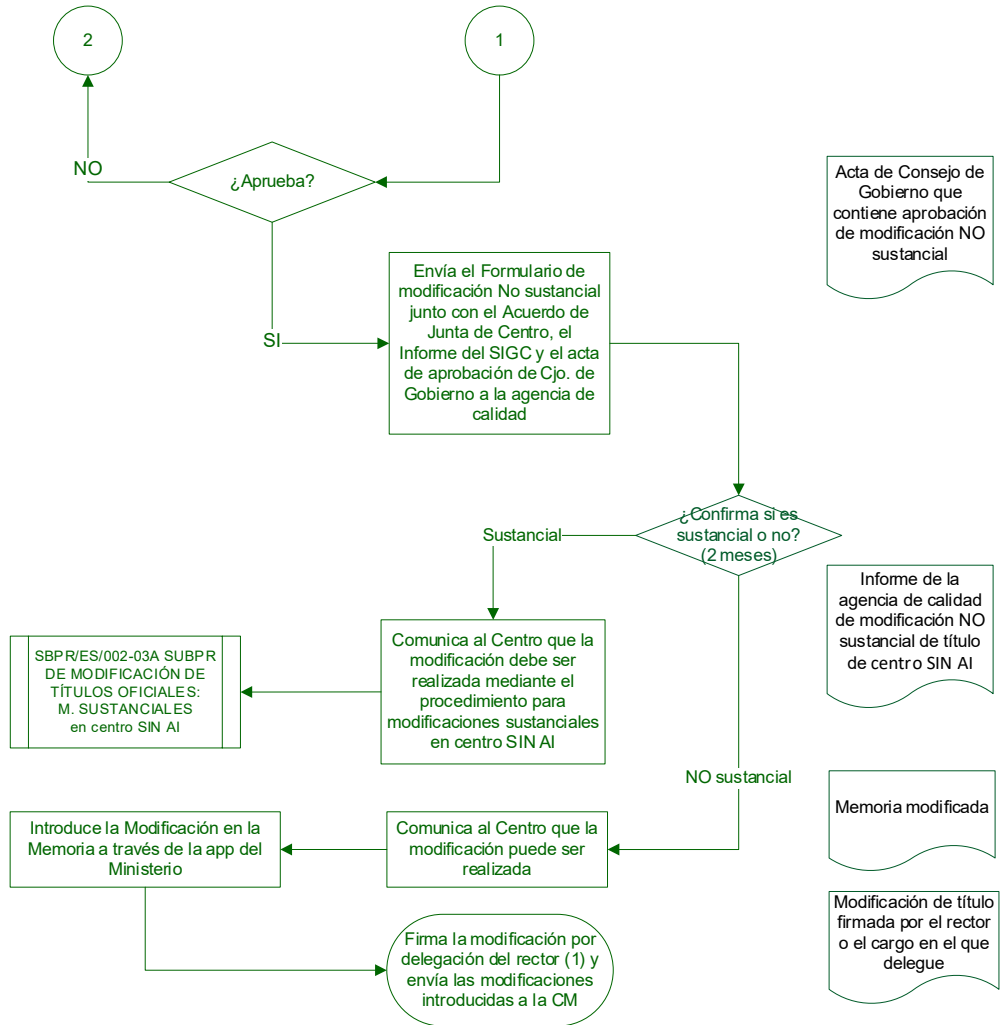 2
1
NO
¿Aprueba?
Acta de Consejo de
Gobierno que
contiene aprobación
de modificación NO
sustancial
Envía el Formulario de
modificación No sustancial
junto con el Acuerdo de
Junta de Centro, el
Informe del SIGC y el acta
de aprobación de Cjo. de
Gobierno a la agencia de
calidad
SI
¿Confirma si es
sustancial o no?
(2 meses)
Sustancial
Informe de la
agencia de calidad
de modificación NO
sustancial de título
de centro SIN AI
Comunica al Centro que la
modificación debe ser
realizada mediante el
procedimiento para
modificaciones sustanciales
en centro SIN AI
SBPR/ES/002-03A SUBPR
DE MODIFICACIÓN DE
TÍTULOS OFICIALES:
M. SUSTANCIALES
en centro SIN AI
NO sustancial
Memoria modificada
Introduce la Modificación en la
Memoria a través de la app del
Ministerio
Comunica al Centro que la
modificación puede ser
realizada
Modificación de título
firmada por el rector
o el cargo en el que
delegue
Firma la modificación por
delegación del rector (1) y
envía las modificaciones
introducidas a la CM